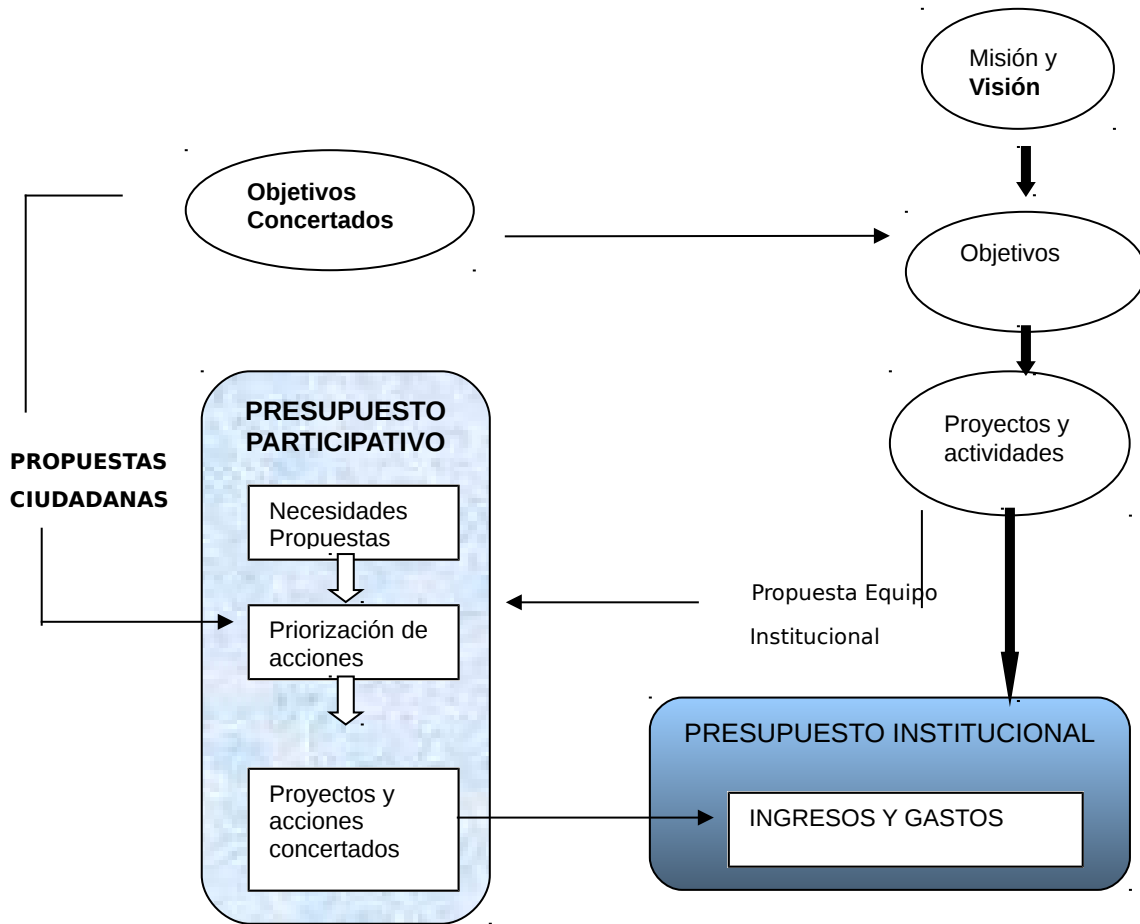 Misión y
Visión
Objetivos
Concertados
Objetivos
PRESUPUESTO
PARTICIPATIVO
Proyectos y
actividades
PROPUESTAS
CIUDADANAS
Necesidades
Propuestas
Propuesta Equipo
Institucional
Priorización de
acciones
PRESUPUESTO INSTITUCIONAL
Proyectos y
acciones
concertados
INGRESOS Y GASTOS